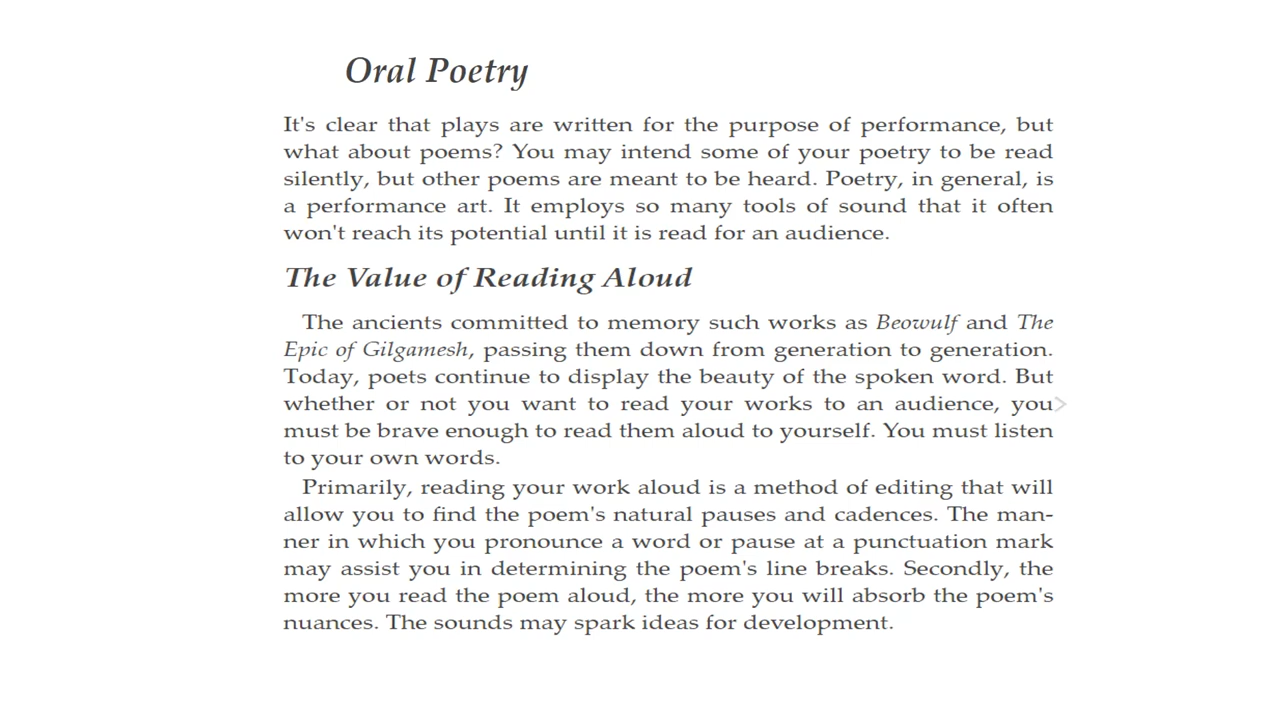 Oral Poetry
It's clear that plays are written for the purpose of performance, but
what about poems? You may intend some of your poetry to be read
silently, but other poems are meant to be heard. Poetry, in general, is
a performance art. It employs so many tools of sound that it often
won't reach its potential until it is read for an audience.
The Value of Reading Aloud
The ancients committed to memory such works as Beowulf and The
Epic of Gilgamesh, passing them down from generation to generation.
Today, poets continue to display the beauty of the spoken word. But
whether or not you want to read your works to an audience, you
must be brave enough to read them aloud to yourself. You must listen
to your own words.
Primarily, reading your work aloud is a method of editing that will
allow you to find the poem's natural pauses and cadences. The man-
ner in which you pronounce a word or pause at a punctuation mark
may assist you in determining the poem's line breaks. Secondly, the
more you read the poem aloud, the more you will absorb the poem's
nuances. The sounds may spark ideas for development.